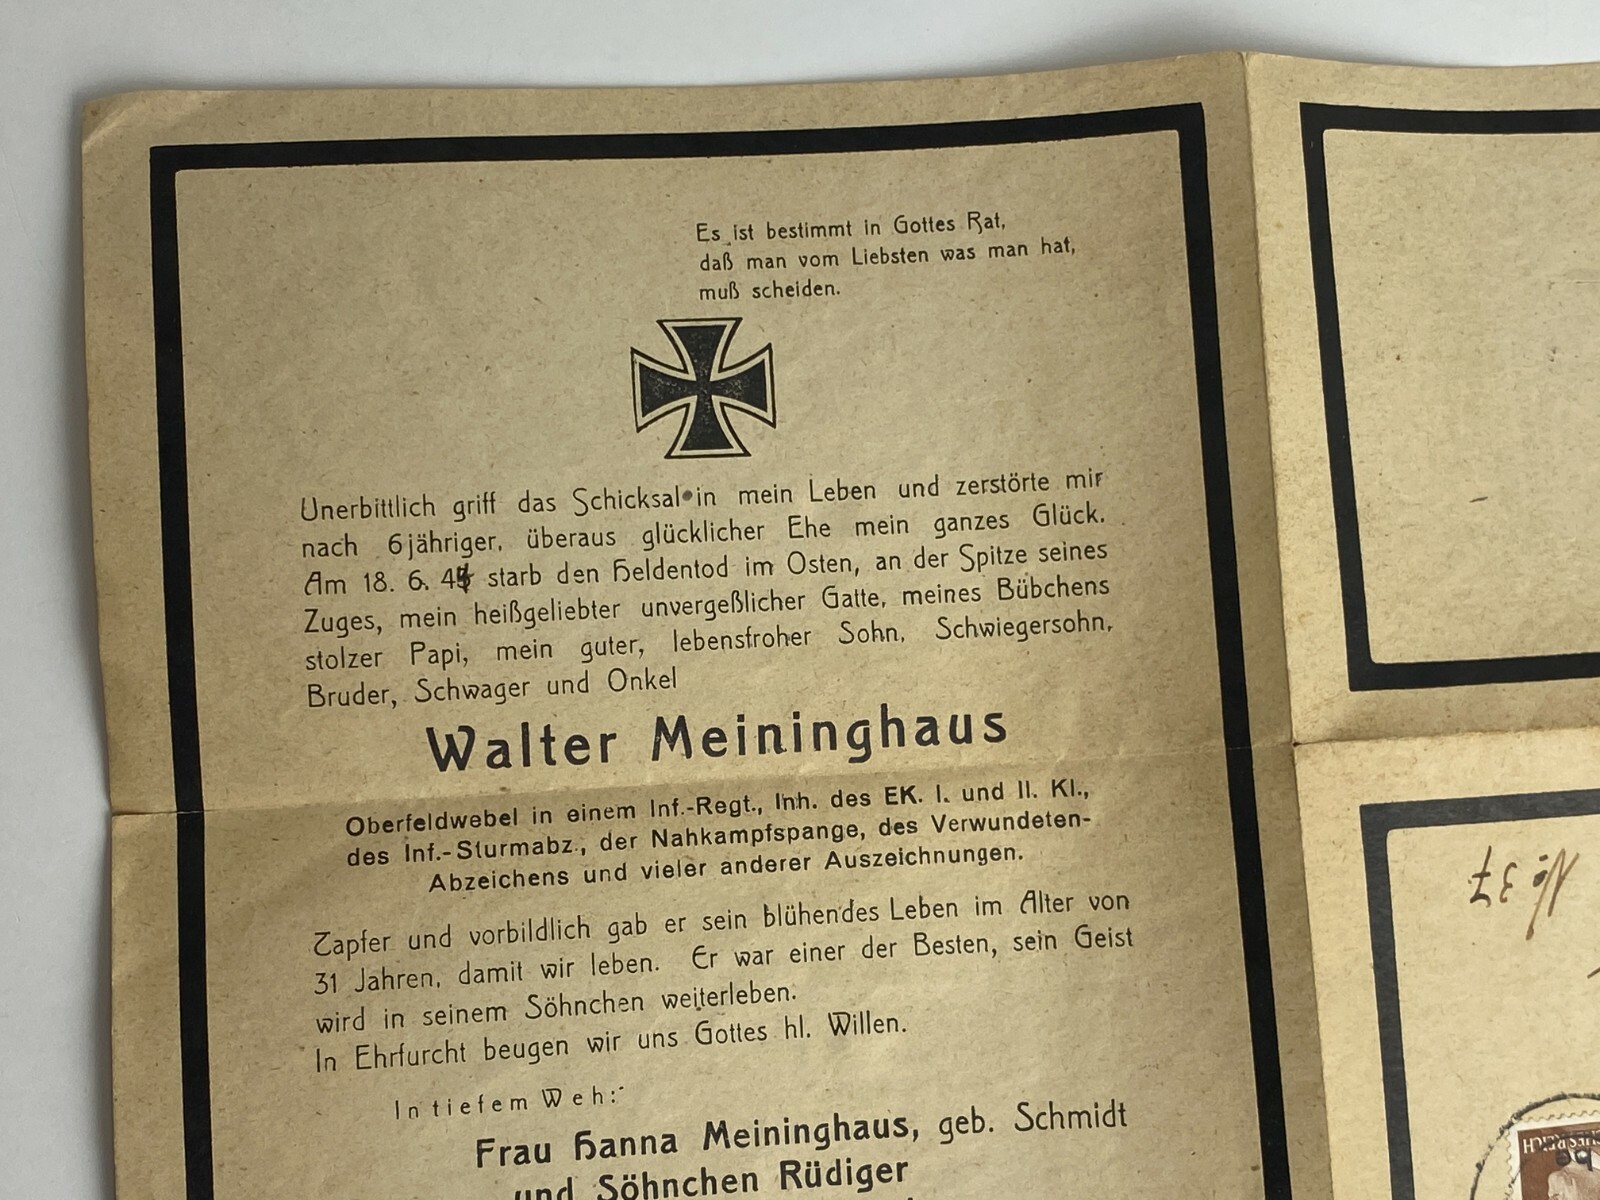 Es ist bestimmt in Gottes Rat,
daß man vom Liebsten was man hat,
muß scheiden.
Unerbittlich griff das Schicksal in mein Leben und zerstörte mir
nach 6jähriger, überaus glücklicher Ehe mein ganzes Glück.
Am 18. 6. 44 starb den Heldentod im Osten, an der Spitze seines
Zuges, mein heißgeliebter unvergeßlicher Gatte, meines Bübchens
stolzer Papi, mein guter, lebensfroher Sohn, Schwiegersohn,
Bruder, Schwager und Onkel
Walter Meininghaus
Oberfeldwebel in einem Inf.-Regt., Inh. des EK. I. und II. Kl.,
des Inf.-Sturmabz., der Nahkampfspange, des Verwundeten-
Abzeichens und vieler anderer Auszeichnungen.
Zapfer und vorbildlich gab er sein blühendes Leben im Alter von
31 Jahren, damit wir leben. Er war einer der Besten, sein Geist
wird in seinem Söhnchen weiterleben.
In Ehrfurcht beugen wir uns Gottes hl. Willen.
In tiefem Weh:
Frau Hanna Meininghaus, geb. Schmidt
und Söhnchen Rüdiger
No 37